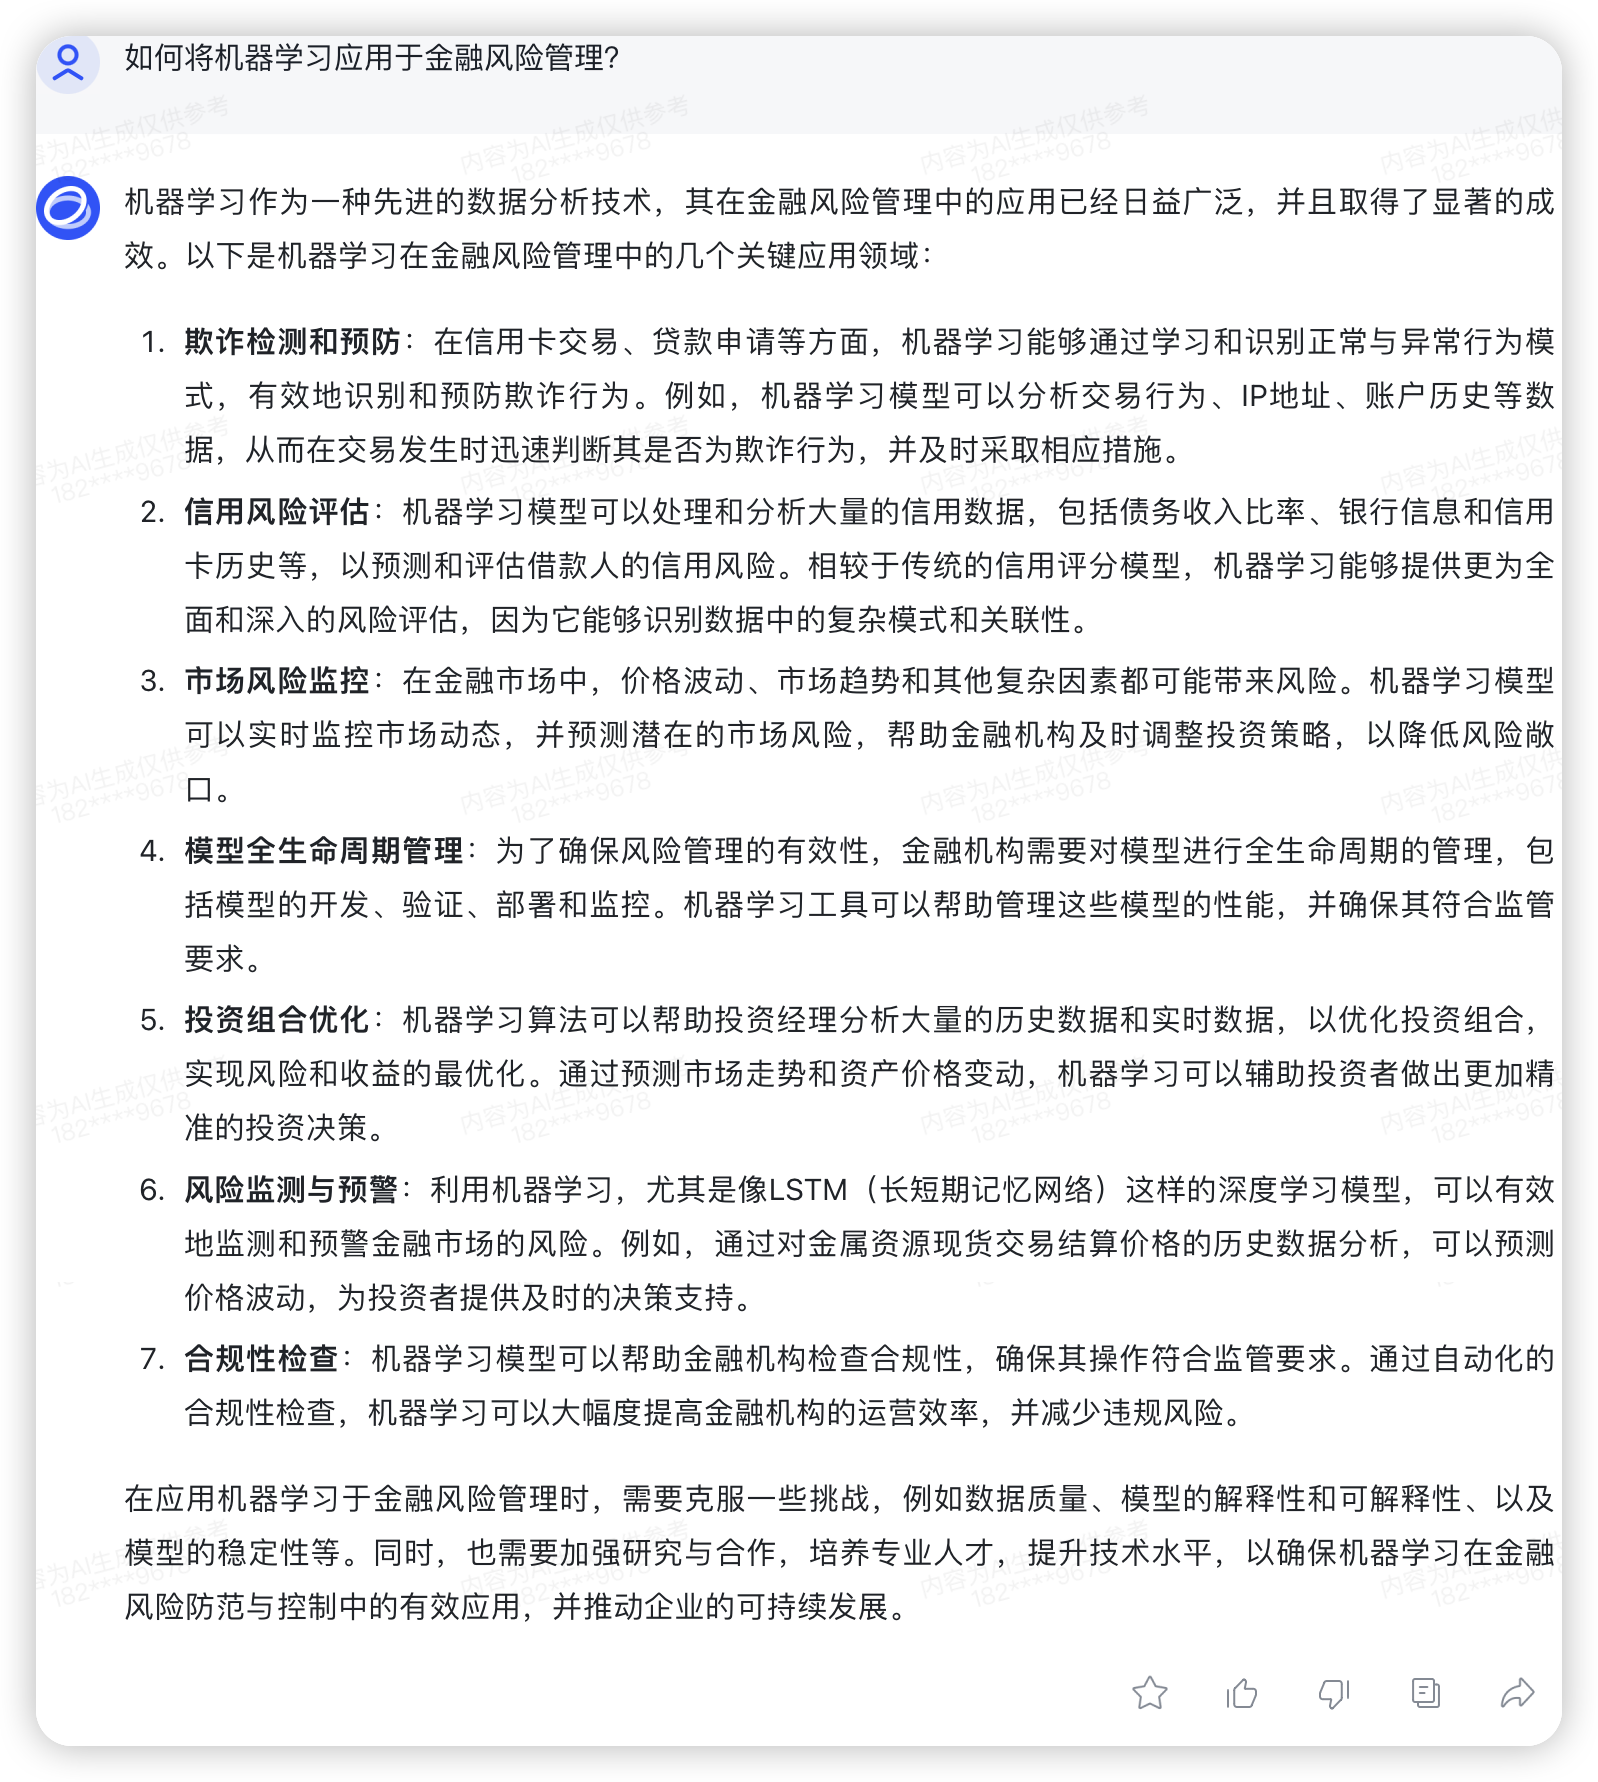 如何将机器学习应用于金融风险管理?
内容为AI生成仅供参考
182****9678
机器学习作为一种先进的数据分析技术，其在金融风险管理中的应用已经日益广泛，并且取得了显著的成
效。以下是机器学习在金融风险管理中的几个关键应用领域：
1. 欺诈检测和预防：在信用卡交易、贷款申请等方面，机器学习能够通过学习和识别正常与异常行为模
式，有效地识别和预防欺诈行为。例如，机器学习模型可以分析交易行为、IP地址、账户历史等数
据，从而在交易发生时迅速判断其是否为欺诈行为，并及时采取相应措施。
2. 信用风险评估：机器学习模型可以处理和分析大量的信用数据，包括债务收入比率、银行信息和信用
卡历史等，以预测和评估借款人的信用风险。相较于传统的信用评分模型，机器学习能够提供更为全
面和深入的风险评估，因为它能够识别数据中的复杂模式和关联性。
3. 市场风险监控：在金融市场中，价格波动、市场趋势和其他复杂因素都可能带来风险。机器学习模型
可以实时监控市场动态，并预测潜在的市场风险，帮助金融机构及时调整投资策略，以降低风险敞
口。
4. 模型全生命周期管理：为了确保风险管理的有效性，金融机构需要对模型进行全生命周期的管理，包
括模型的开发、验证、部署和监控。机器学习工具可以帮助管理这些模型的性能，并确保其符合监管
要求。
5. 投资组合优化：机器学习算法可以帮助投资经理分析大量的历史数据和实时数据，以优化投资组合，
实现风险和收益的最优化。通过预测市场走势和资产价格变动，机器学习可以辅助投资者做出更加精
准的投资决策。
6. 风险监测与预警：利用机器学习，尤其是像LSTM（长短期记忆网络）这样的深度学习模型，可以有效
地监测和预警金融市场的风险。例如，通过对金属资源现货交易结算价格的历史数据分析，可以预测
价格波动，为投资者提供及时的决策支持。
7. 合规性检查：机器学习模型可以帮助金融机构检查合规性，确保其操作符合监管要求。通过自动化的
合规性检查，机器学习可以大幅度提高金融机构的运营效率，并减少违规风险。
在应用机器学习于金融风险管理时，需要克服一些挑战，例如数据质量、模型的解释性和可解释性、以及
模型的稳定性等。同时，也需要加强研究与合作，培养专业人才，提升技术水平，以确保机器学习在金融
风险防范与控制中的有效应用，并推动企业的可持续发展。